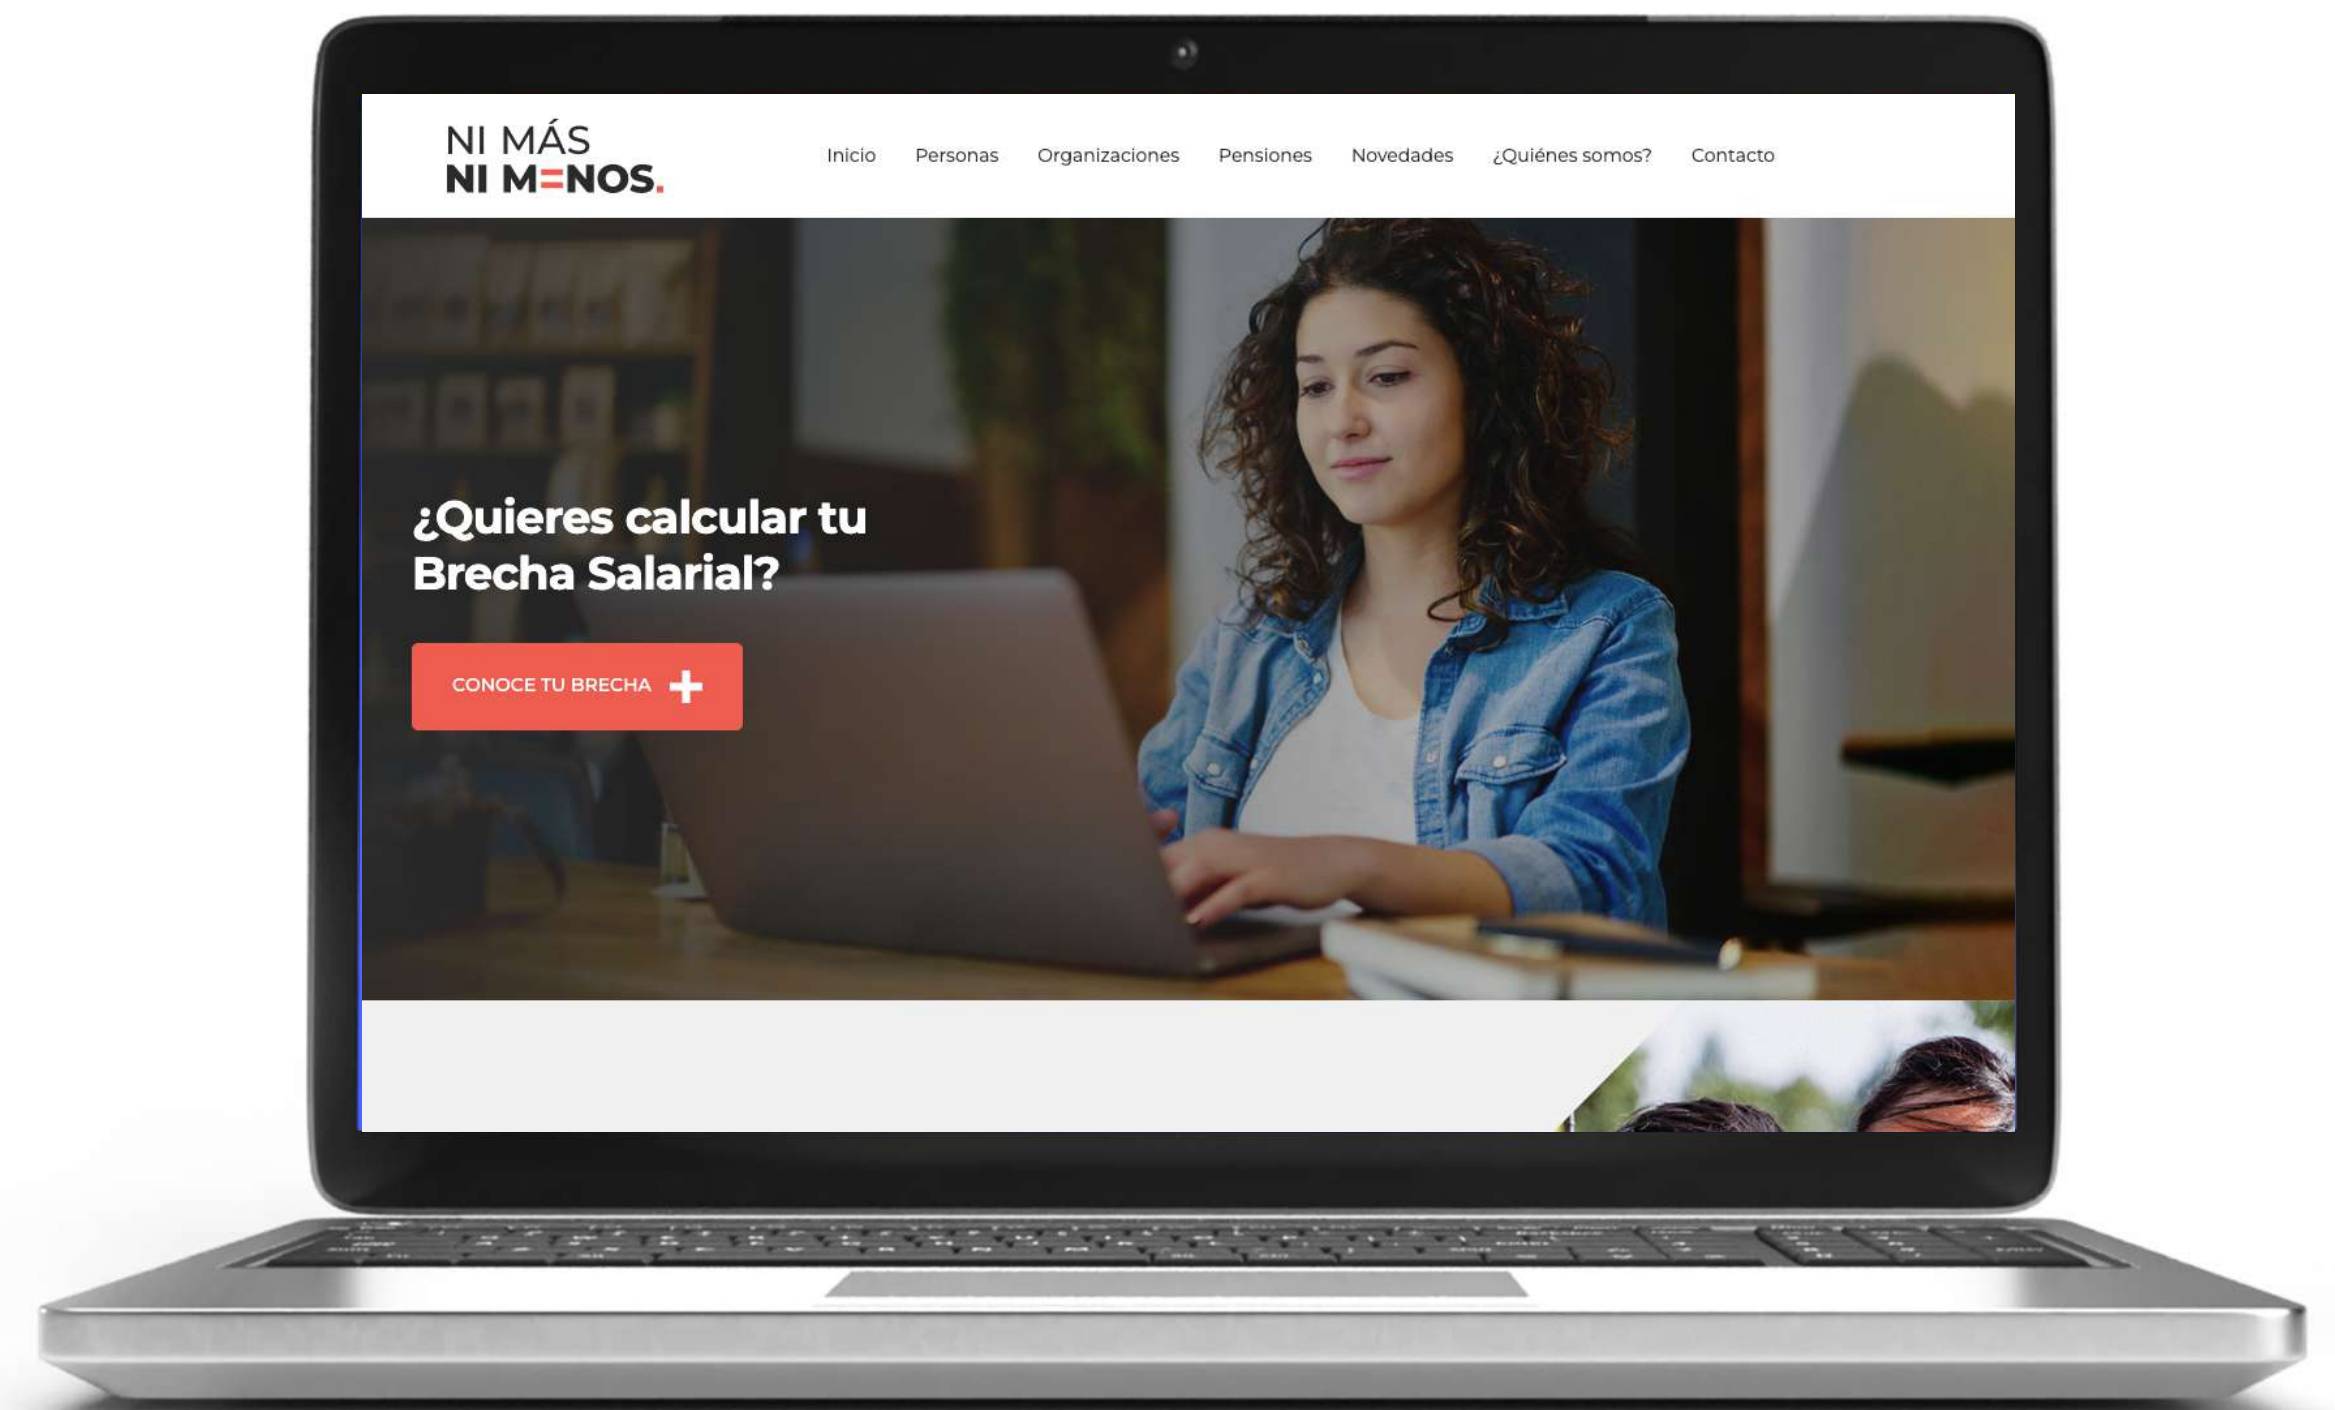 NI MÁS
NI MENOS.
Inicio Personas Organizaciones Pensiones Novedades ¿Quiénes somos? Contacto
¿Quieres calcular tu
Brecha Salarial?
CONOCE TU BRECHA +